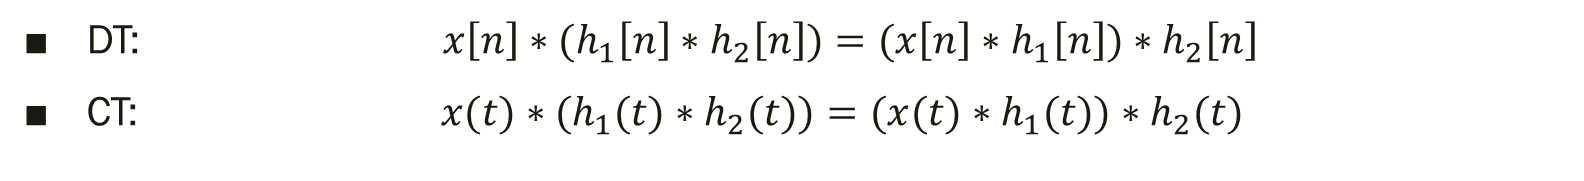 ■ DT: x[n] ∗ (h₁[n] ∗ h₂[n]) = (x[n] ∗ h₁[n]) ∗ h₂[n]
■ CT: x(t) ∗ (h₁(t) ∗ h₂(t)) = (x(t) ∗ h₁(t)) ∗ h₂(t)